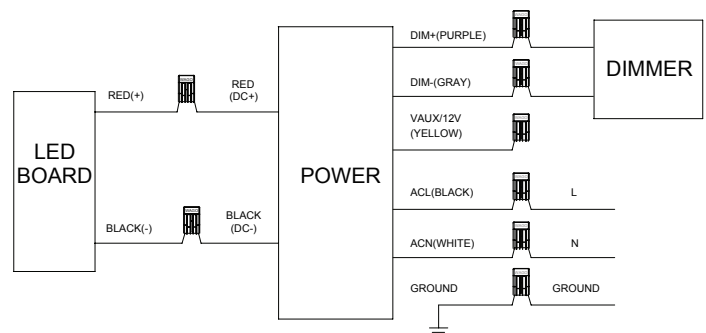 DIM+(PURPLE)
DIMMER
DIM-(GRAY)
RED(+)
RED
(DC+)
VAUX/12V
(YELLOW)
LED
BOARD
POWER
ACL(BLACK)
L
BLACK(-)
BLACK
(DC-)
ACN(WHITE)
N
GROUND
GROUND